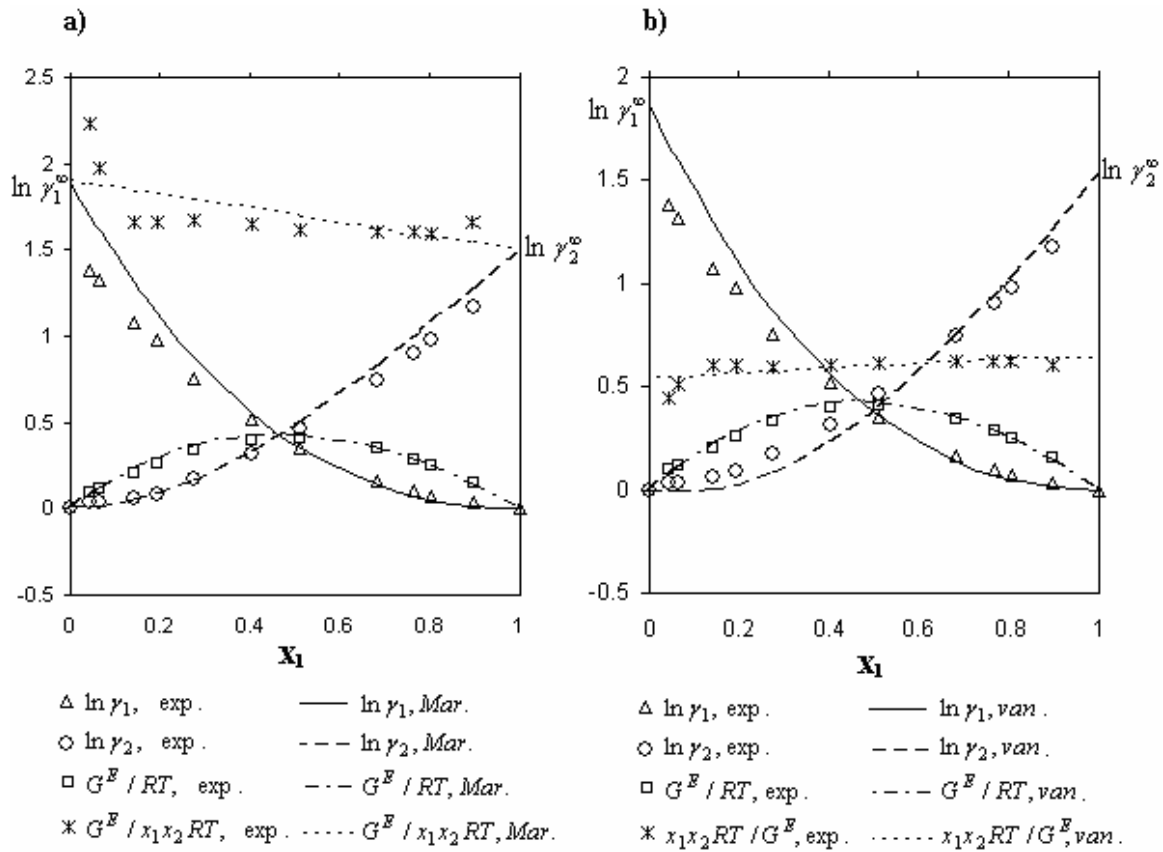 a)
2.5
2
ln γ₁^∞
1.5
ln γ₂^∞
1
0.5
0
-0.5
0 0.2 0.4 0.6 0.8 1
x₁
ln γ₁, exp. ln γ₁, Mar.
ln γ₂, exp. ln γ₂, Mar.
G^E / RT, exp. G^E / RT, Mar.
G^E / x₁x₂RT, exp. G^E / x₁x₂RT, Mar.
b)
2
ln γ₁^∞
ln γ₂^∞
1.5
1
0.5
0
-0.5
0 0.2 0.4 0.6 0.8 1
x₁
ln γ₁, exp. ln γ₁, van.
ln γ₂, exp. ln γ₂, van.
G^E / RT, exp. G^E / RT, van.
x₁x₂RT / G^E, exp. x₁x₂RT / G^E, van.